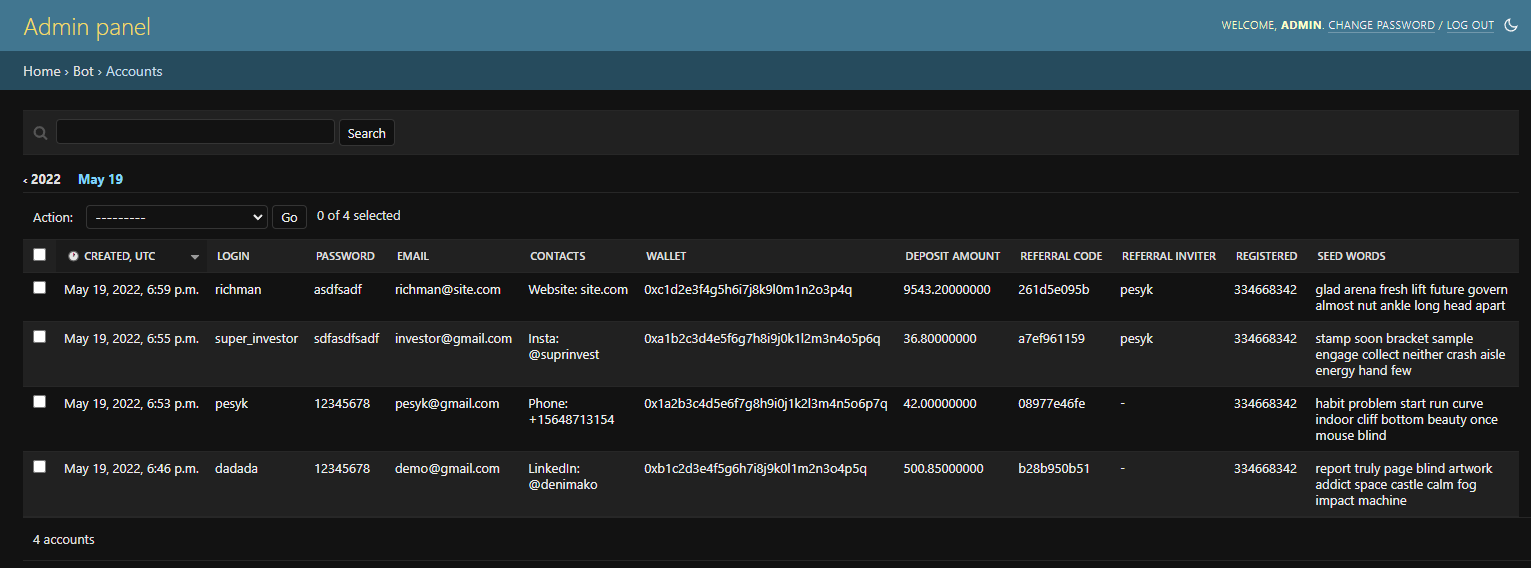 Admin panel
WELCOME, ADMIN. CHANGE PASSWORD / LOG OUT
Home › Bot › Accounts
Search
‹ 2022 May 19
Action: --------- Go 0 of 4 selected
CREATED, UTC LOGIN PASSWORD EMAIL CONTACTS WALLET DEPOSIT AMOUNT REFERRAL CODE REFERRAL INVITER REGISTERED SEED WORDS
May 19, 2022, 6:59 p.m. richman asdfsadf richman@site.com Website: site.com 0xc1d2e3f4g5h6i7j8k9l0m1n2o3p4q 9543.20000000 261d5e095b pesyk 334668342 glad arena fresh lift future govern
almost nut ankle long head apart
May 19, 2022, 6:55 p.m. super_investor sdfasdfsadf investor@gmail.com Insta: 0xa1b2c3d4e5f6g7h8i9j0k1l2m3n4o5p6q 36.80000000 a7ef961159 pesyk 334668342 stamp soon bracket sample
@suprinvest engage collect neither crash aisle
energy hand few
May 19, 2022, 6:53 p.m. pesyk 12345678 pesyk@gmail.com Phone: 0x1a2b3c4d5e6f7g8h9i0j1k2l3m4n5o6p7q 42.00000000 08977e46fe - 334668342 habit problem start run curve
+15648713154 indoor cliff bottom beauty once
mouse blind
May 19, 2022, 6:46 p.m. dadada 12345678 demo@gmail.com LinkedIn: 0xb1c2d3e4f5g6h7i8j9k0l1m2n3o4p5q 500.85000000 b28b950b51 - 334668342 report truly page blind artwork
@denimako addict space castle calm fog
impact machine
4 accounts